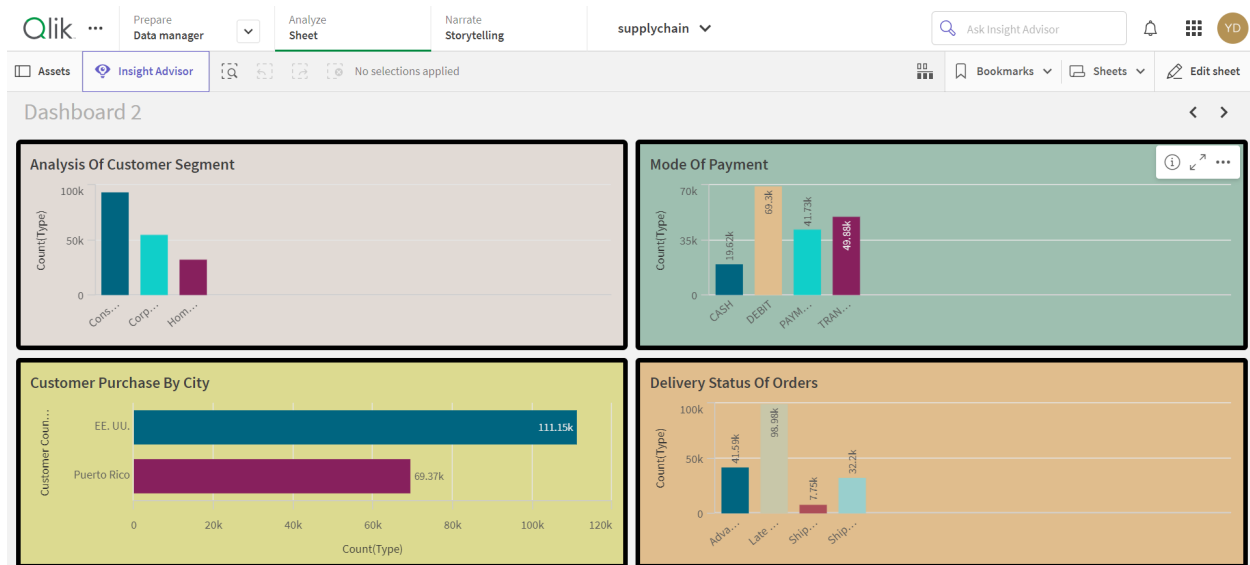 Qlik
Prepare
Data manager
Analyze
Sheet
Narrate
Storytelling
supplychain
Ask Insight Advisor
YD
Assets
Insight Advisor
No selections applied
Bookmarks
Sheets
Edit sheet
Dashboard 2
Analysis Of Customer Segment
Count(Type)
100k
50k
0
Cons...
Corp...
Hom...
Mode Of Payment
Count(Type)
70k
35k
0
19.62k
69.3k
41.73k
49.88k
CASH
DEBIT
PAYM...
TRAN...
Customer Purchase By City
Customer Coun...
EE. UU.
111.15k
Puerto Rico
69.37k
0
20k
40k
60k
80k
100k
120k
Count(Type)
Delivery Status Of Orders
Count(Type)
100k
50k
0
41.59k
98.98k
7.75k
32.2k
Adva...
Late ...
Ship...
Ship...